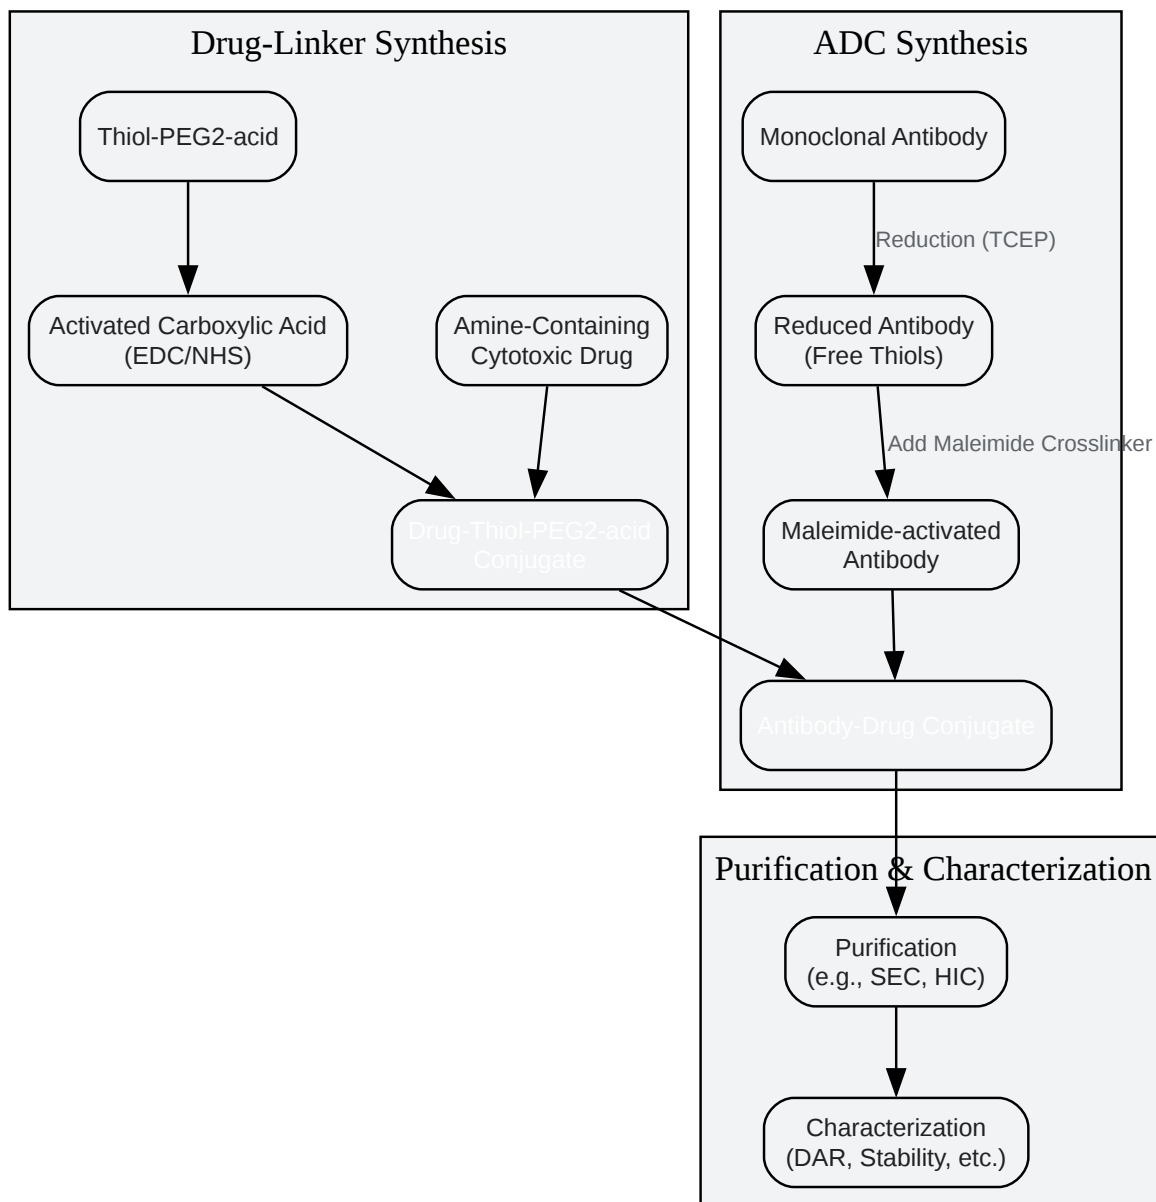 Drug-Linker Synthesis
Thiol-PEG2-acid
Activated Carboxylic Acid
(EDC/NHS)
Amine-Containing
Cytotoxic Drug
Drug-Thiol-PEG2-acid
Conjugate
ADC Synthesis
Monoclonal Antibody
Reduction (TCEP)
Reduced Antibody
(Free Thiols)
Add Maleimide Crosslinker
Maleimide-activated
Antibody
Antibody-Drug Conjugate
Purification & Characterization
Purification
(e.g., SEC, HIC)
Characterization
(DAR, Stability, etc.)